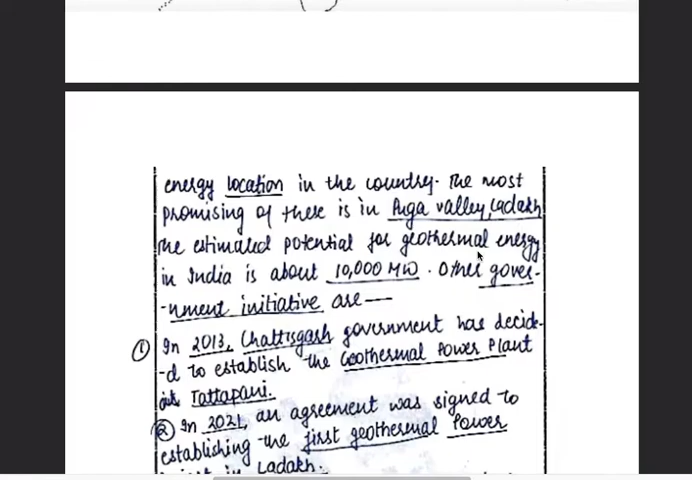 energy location in the country. The most
promising of these is in Puga valley, Ladakh
The estimated potential for geothermal energy
in India is about 10,000 MW. Other gover-
-nment initiative are—
① In 2013, Chattisgash government has decide-
-d to establish the Geothermal Power Plant
at Tattapani.
② In 2021, an agreement was signed to
establishing the first geothermal Power
in Ladakh.